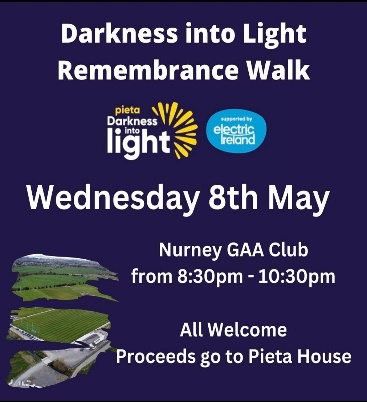 Darkness into Light
Remembrance Walk
pieta
Darkness
into
light
supported by
electric
Ireland
Wednesday 8th May
Nurney GAA Club
from 8:30pm - 10:30pm
All Welcome
Proceeds go to Pieta House